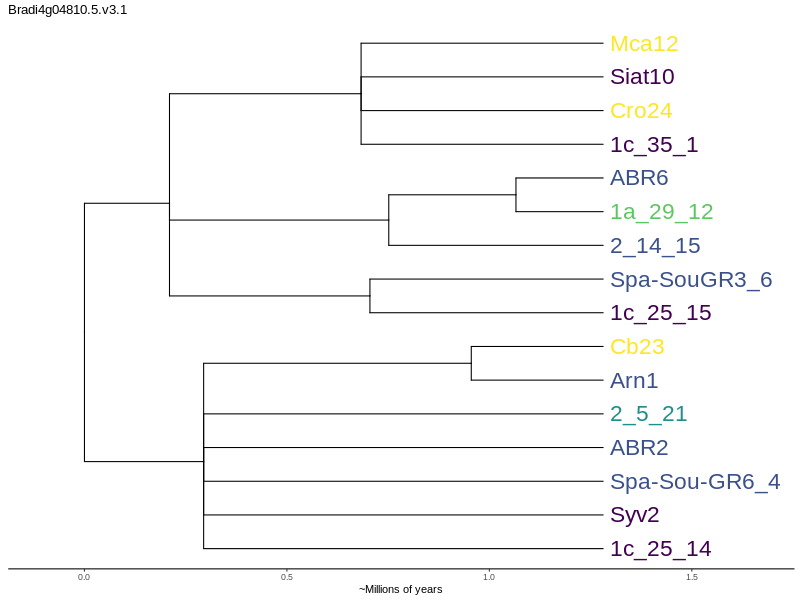 Bradi4g04810.5.v3.1
Mca12
Siat10
Cro24
1c_35_1
ABR6
1a_29_12
2_14_15
Spa-SouGR3_6
1c_25_15
Cb23
Arn1
2_5_21
ABR2
Spa-Sou-GR6_4
Syv2
1c_25_14
0.0 0.5 1.0 1.5
~Millions of years